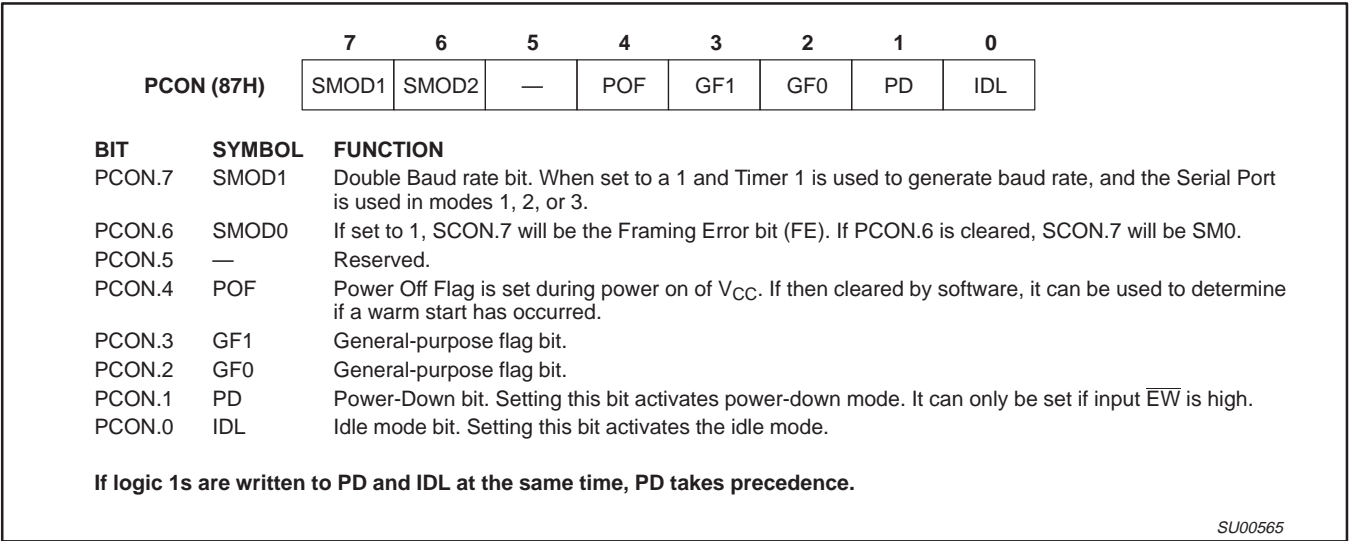 7 6 5 4 3 2 1 0
PCON (87H) SMOD1 SMOD2 — POF GF1 GF0 PD IDL
BIT SYMBOL FUNCTION
PCON.7 SMOD1 Double Baud rate bit. When set to a 1 and Timer 1 is used to generate baud rate, and the Serial Port
is used in modes 1, 2, or 3.
PCON.6 SMOD0 If set to 1, SCON.7 will be the Framing Error bit (FE). If PCON.6 is cleared, SCON.7 will be SM0.
PCON.5 — Reserved.
PCON.4 POF Power Off Flag is set during power on of VCC. If then cleared by software, it can be used to determine
if a warm start has occurred.
PCON.3 GF1 General-purpose flag bit.
PCON.2 GF0 General-purpose flag bit.
PCON.1 PD Power-Down bit. Setting this bit activates power-down mode. It can only be set if input E̅W̅ is high.
PCON.0 IDL Idle mode bit. Setting this bit activates the idle mode.
If logic 1s are written to PD and IDL at the same time, PD takes precedence.
SU00565